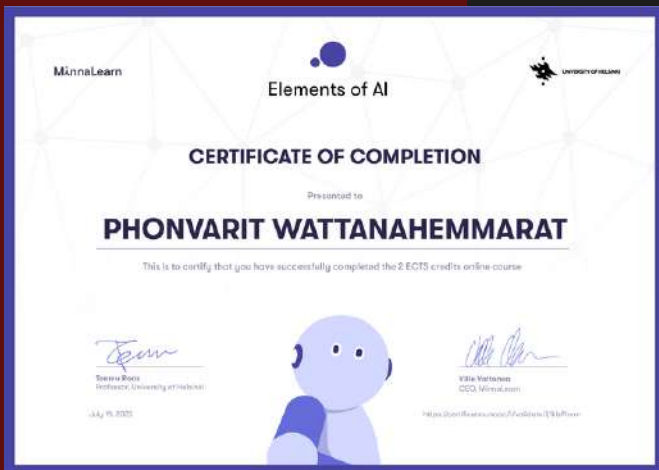 MinnaLearn
Elements of AI
UNIVERSITY OF HELSINKI
CERTIFICATE OF COMPLETION
Presented to
PHONVARIT WATTANAHEMMARAT
This is to certify that you have successfully completed the 2 ECTS credits online course
Teemu Roos
Professor, University of Helsinki
Ville Valtonen
CEO, MinnaLearn